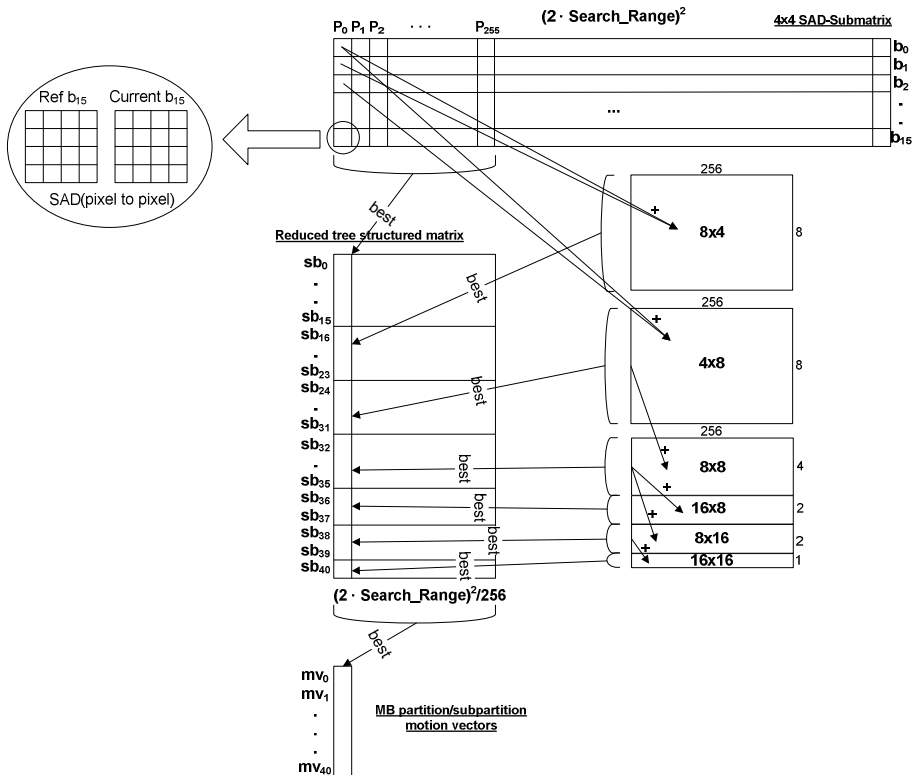 (2 · Search_Range)²
4x4 SAD-Submatrix
P₀ P₁ P₂ · · · P₂₅₅
b₀
b₁
b₂
...
-
-
b₁₅
Ref b₁₅ Current b₁₅
SAD(pixel to pixel)
best
Reduced tree structured matrix
256
+
8x4
8
best
256
+
4x8
8
best
256
+
8x8
+
4
best
16x8
+
2
best
8x16
+
2
best
16x16
1
best
sb₀
-
-
sb₁₅
sb₁₆
-
sb₂₃
sb₂₄
-
sb₃₁
sb₃₂
-
sb₃₅
sb₃₆
sb₃₇
sb₃₈
sb₃₉
sb₄₀
(2 · Search_Range)²/256
best
mv₀
mv₁
.
.
.
mv₄₀
MB partition/subpartition
motion vectors